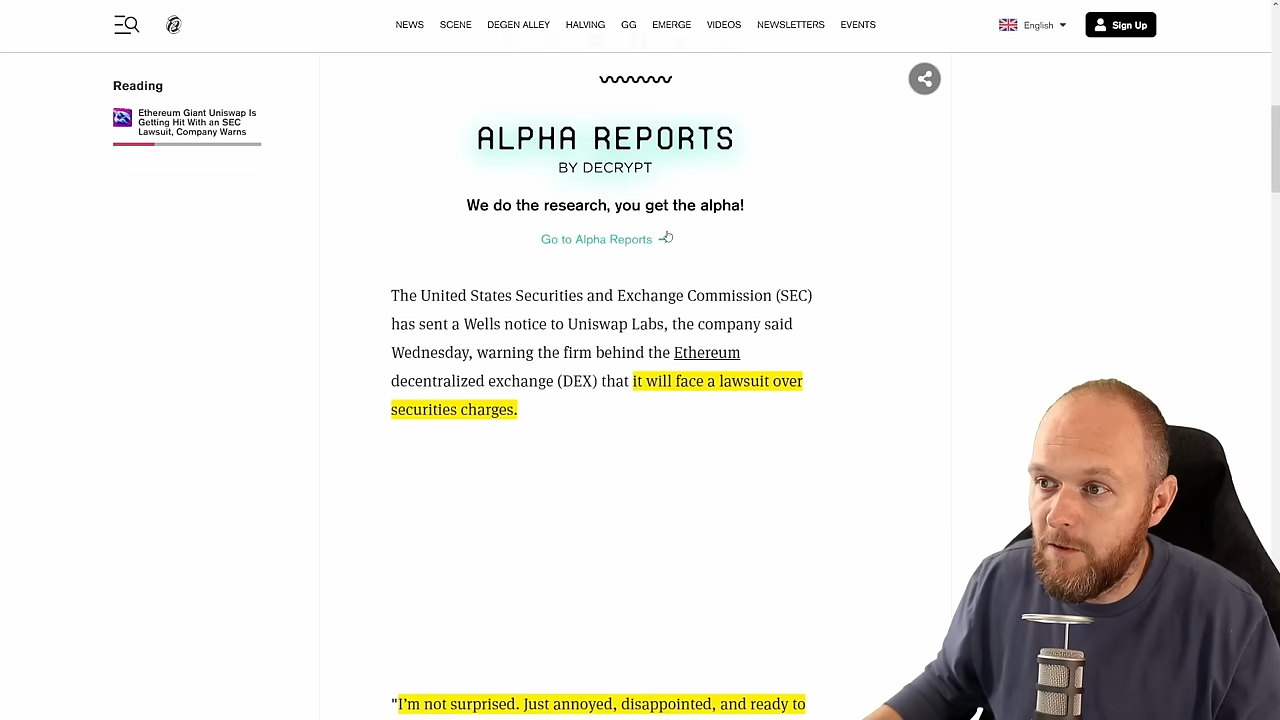 NEWS SCENE DEGEN ALLEY HALVING GG EMERGE VIDEOS NEWSLETTERS EVENTS English Sign Up
Reading
Ethereum Giant Uniswap Is
Getting Hit With an SEC
Lawsuit, Company Warns
ALPHA REPORTS
BY DECRYPT
We do the research, you get the alpha!
Go to Alpha Reports
The United States Securities and Exchange Commission (SEC)
has sent a Wells notice to Uniswap Labs, the company said
Wednesday, warning the firm behind the Ethereum
decentralized exchange (DEX) that it will face a lawsuit over
securities charges.
"I'm not surprised. Just annoyed, disappointed, and ready to